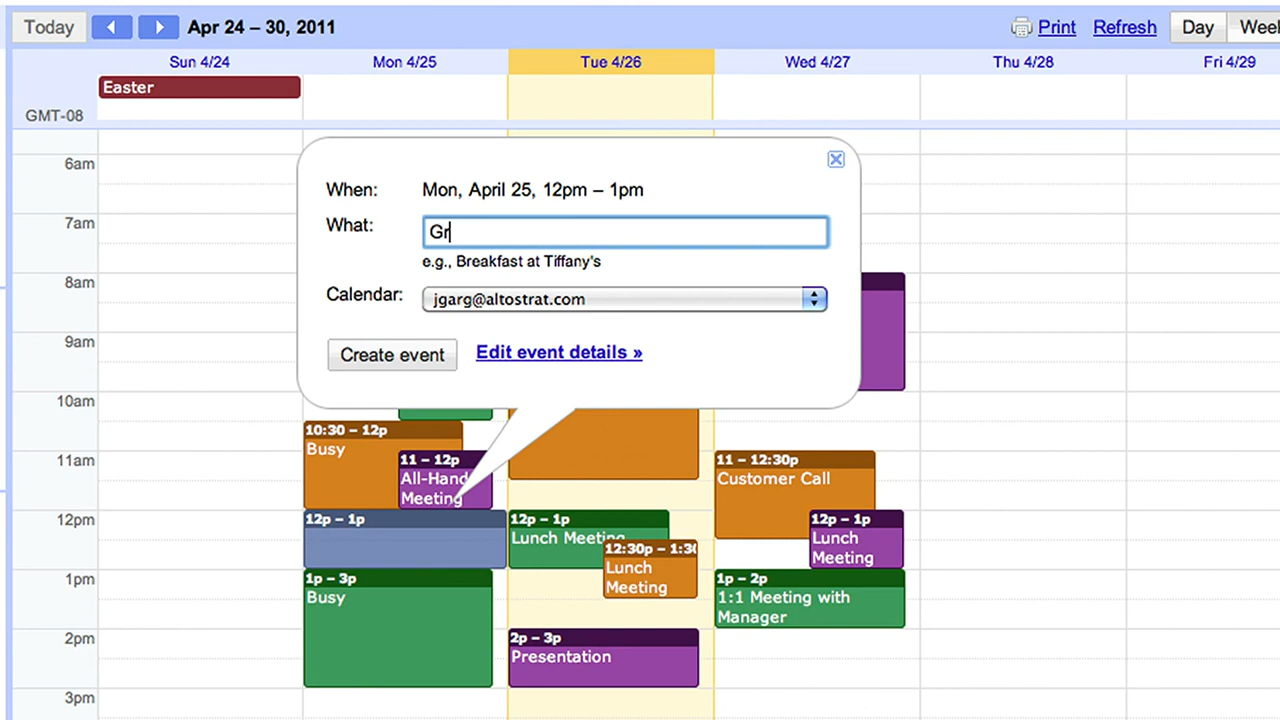 Today Apr 24 – 30, 2011 Print Refresh Day Week
Sun 4/24 Mon 4/25 Tue 4/26 Wed 4/27 Thu 4/28 Fri 4/29
Easter
GMT-08
6am
When: Mon, April 25, 12pm – 1pm
7am
What: Gr
e.g., Breakfast at Tiffany's
8am
Calendar: jgarg@altostrat.com
9am
Create event Edit event details »
10am
10:30 – 12p
Busy
11am
11 – 12p
All-Hand
Meeting
11 – 12:30p
Customer Call
12pm
12p – 1p
12p – 1p
Lunch Meeting
12:30p – 1:30
Lunch
Meeting
12p – 1p
Lunch
Meeting
1pm
1p – 3p
Busy
1p – 2p
1:1 Meeting with
Manager
2pm
2p – 3p
Presentation
3pm